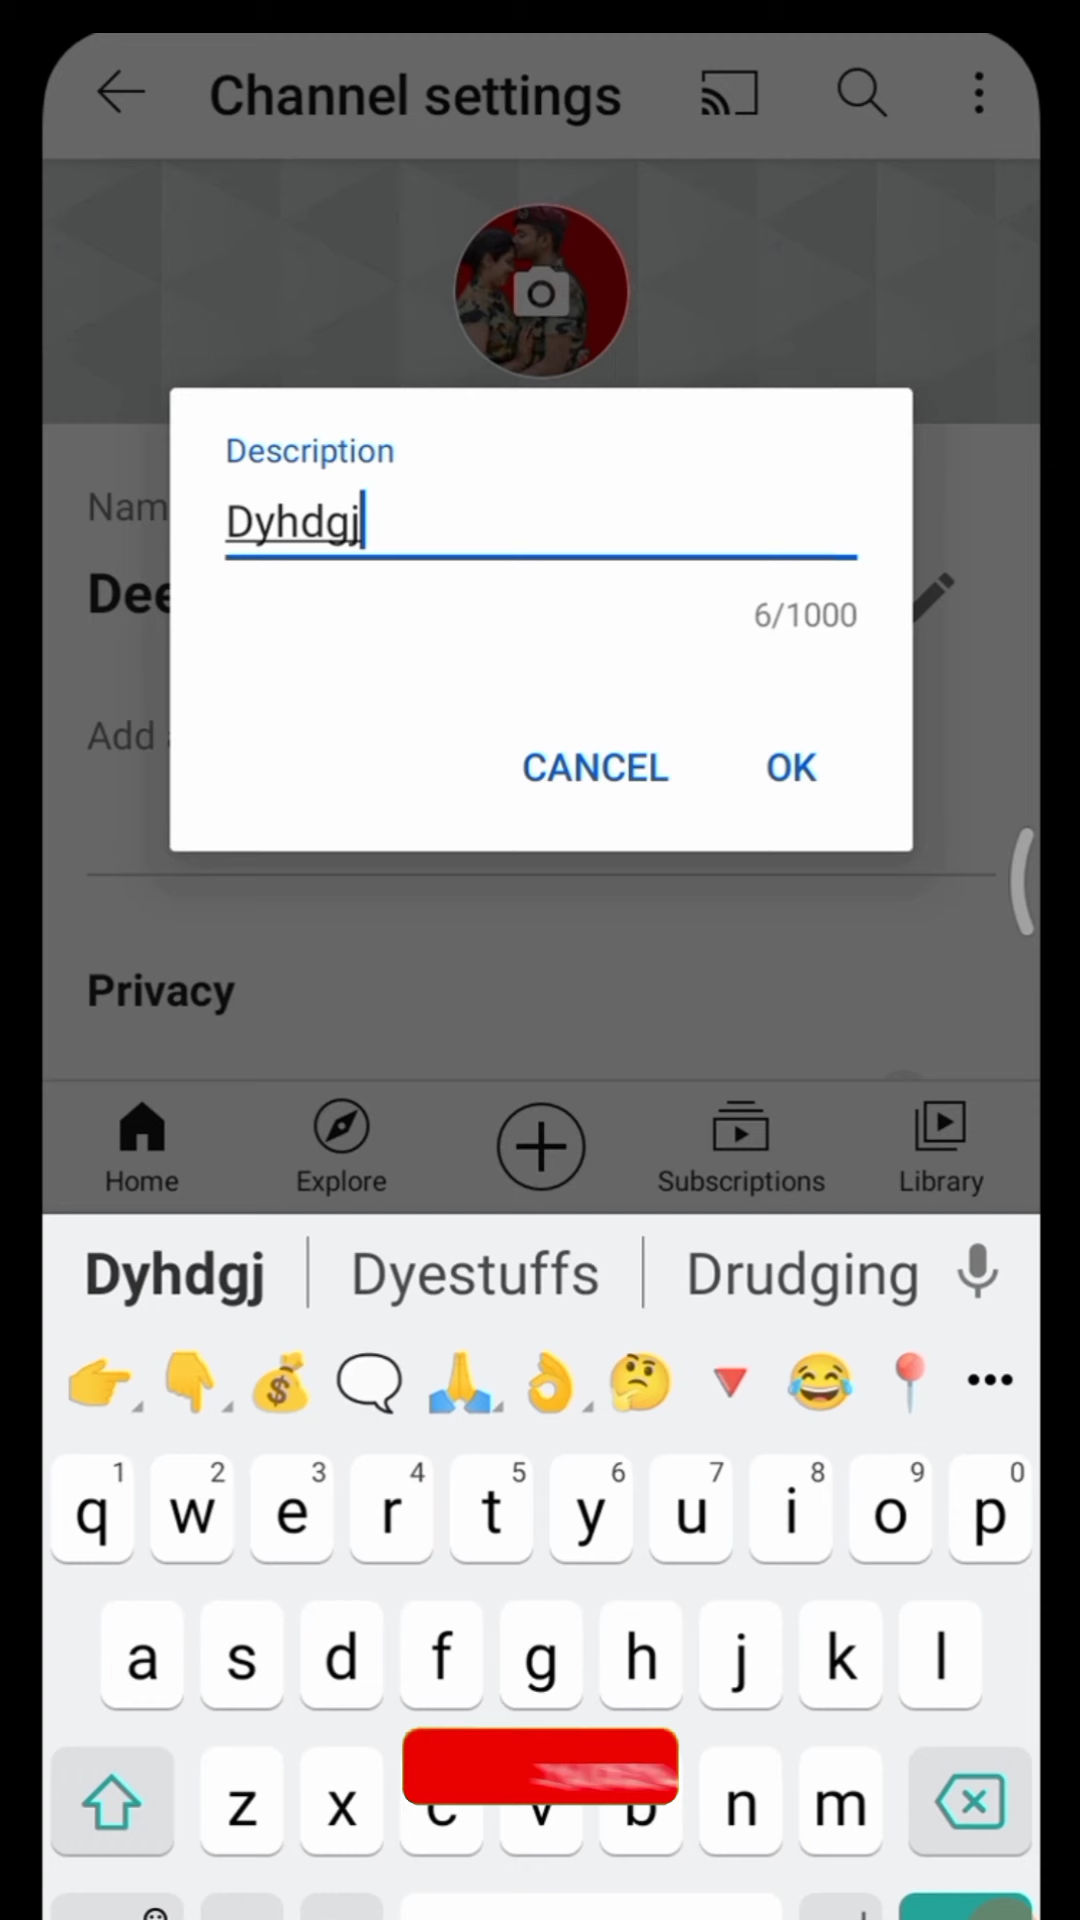 Channel settings
Description
Dyhdgj
6/1000
CANCEL OK
Nam
Dee
Add
Privacy
Home Explore Subscriptions Library
Dyhdgj Dyestuffs Drudging
1 2 3 4 5 6 7 8 9 0
q w e r t y u i o p
a s d f g h j k l
z x c v b n m